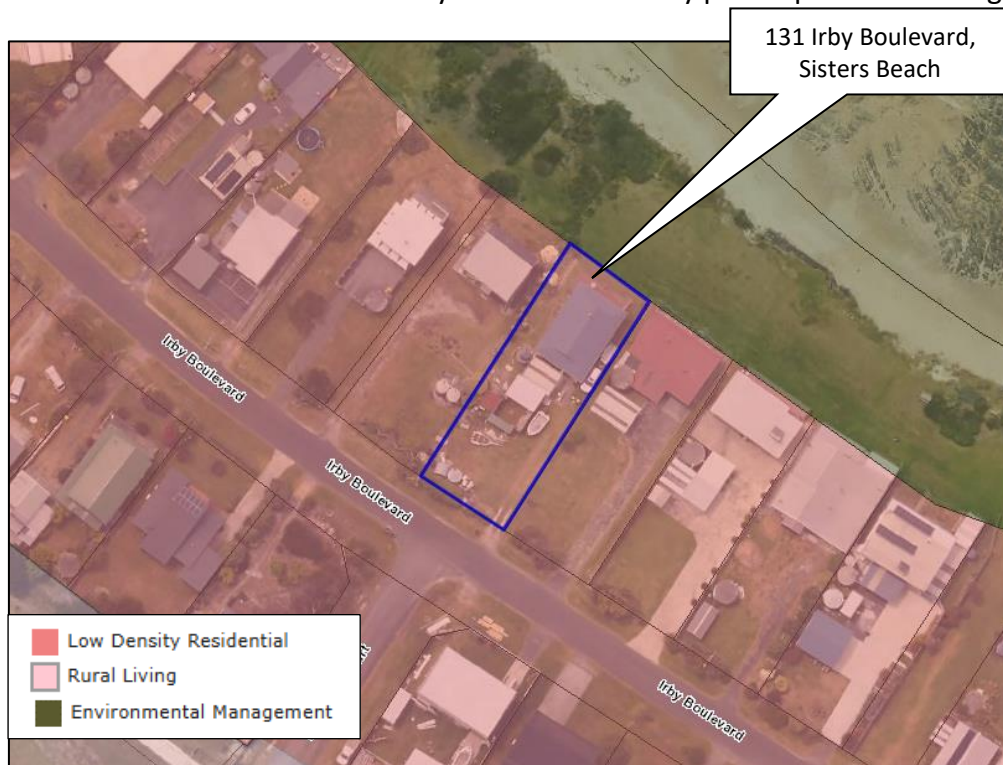 131 Irby Boulevard,
Sisters Beach
Irby Boulevard
Irby Boulevard
Irby Boulevard
Low Density Residential
Rural Living
Environmental Management